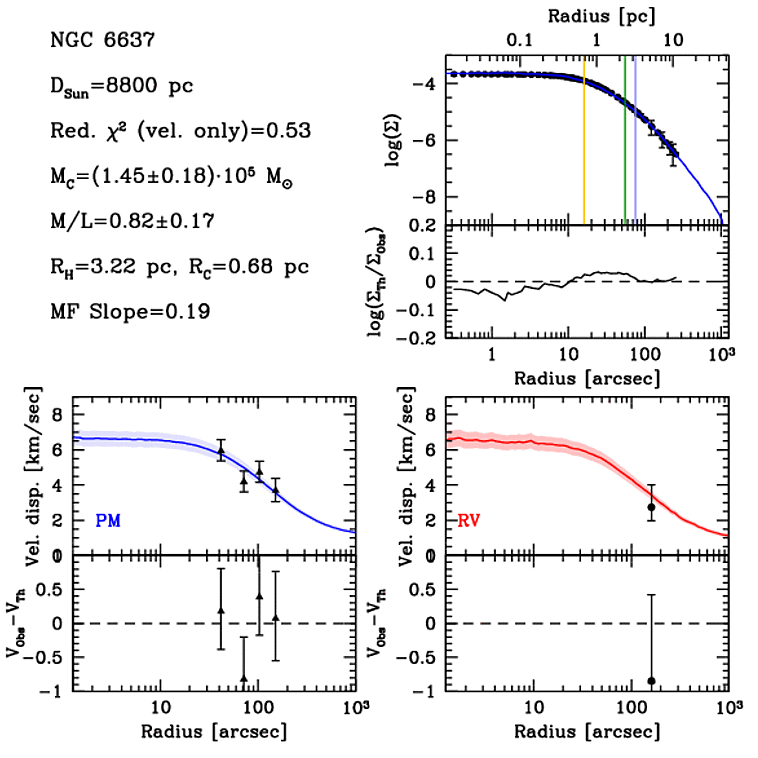 NGC 6637
D_Sun=8800 pc
Red. χ² (vel. only)=0.53
M_C=(1.45±0.18)·10⁵ M_⊙
M/L=0.82±0.17
R_H=3.22 pc, R_C=0.68 pc
MF Slope=0.19
Radius [pc]
0.1 1 10
log(Σ)
−4
−6
−8
log(Σ_Th/Σ_Obs)
0.2
0.1
0
−0.1
−0.2
1 10 100 10³
Radius [arcsec]
Vel. disp. [km/sec]
8
6
4
2
0
PM
V_Obs−V_Th
0.5
0
−0.5
−1
10 100 10³
Radius [arcsec]
Vel. disp. [km/sec]
8
6
4
2
0
RV
V_Obs−V_Th
0.5
0
−0.5
−1
10 100 10³
Radius [arcsec]